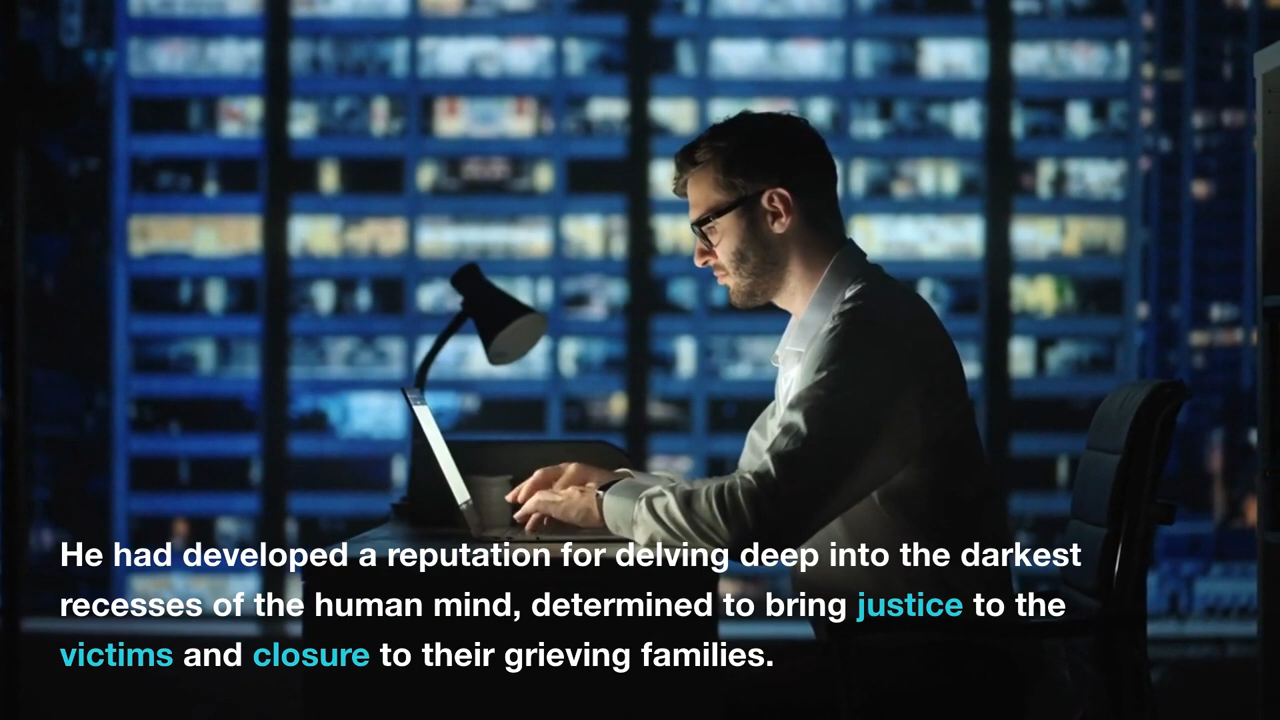 He had developed a reputation for delving deep into the darkest
recesses of the human mind, determined to bring justice to the
victims and closure to their grieving families.